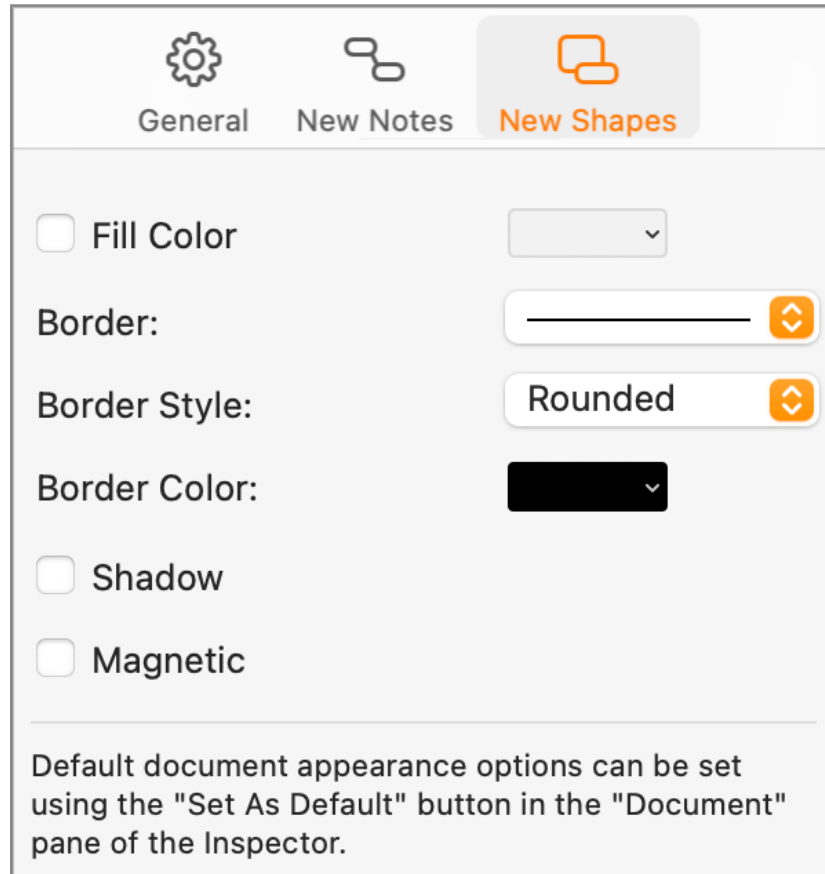 General New Notes New Shapes
Fill Color
Border:
Border Style: Rounded
Border Color:
Shadow
Magnetic
Default document appearance options can be set
using the "Set As Default" button in the "Document"
pane of the Inspector.